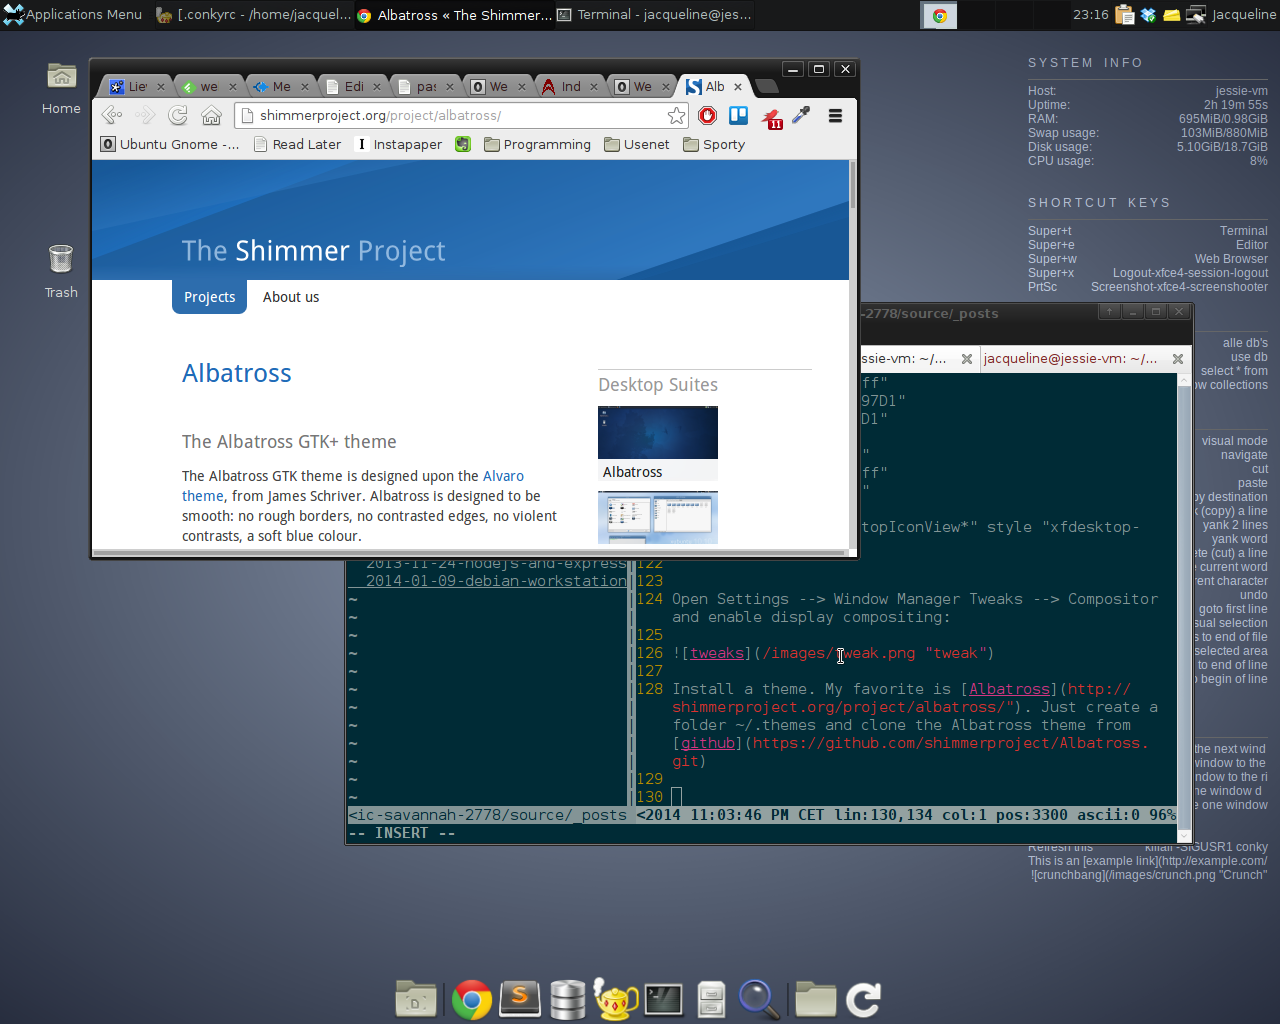 Applications Menu
[.conkyrc - /home/jacquel...
Albatross « The Shimmer...
Terminal - jacqueline@jes...
23:16
Jacqueline
Home
Trash
Lie
we
Me
Edi
pas
We
Ind
We
Alb
shimmerproject.org/project/albatross/
11
Ubuntu Gnome -...
Read Later
Instapaper
Programming
Usenet
Sporty
The Shimmer Project
Projects
About us
Albatross
The Albatross GTK+ theme
The Albatross GTK theme is designed upon the Alvaro
theme, from James Schriver. Albatross is designed to be
smooth: no rough borders, no contrasted edges, no violent
contrasts, a soft blue colour.
Desktop Suites
Albatross
SYSTEM INFO
Host: jessie-vm
Uptime: 2h 19m 55s
RAM: 695MiB/0.98GiB
Swap usage: 103MiB/880MiB
Disk usage: 5.10GiB/18.7GiB
CPU usage: 8%
SHORTCUT KEYS
Super+t Terminal
Super+e Editor
Super+w Web Browser
Super+x Logout-xfce4-session-logout
PrtSc Screenshot-xfce4-screenshooter
alle db's
use db
select * from
ow collections
visual mode
navigate
cut
paste
by destination
(copy) a line
yank 2 lines
yank word
ete (cut) a line
e current word
rent character
undo
goto first line
sual selection
s to end of file
selected area
to end of line
o begin of line
the next wind
window to the
ndow to the ri
ne window d
e one window
Refresh this killall -SIGUSR1 conky
This is an [example link](http://example.com/
![crunchbang](/images/crunch.png "Crunch"
-2778/source/_posts
ssie-vm: ~/...
jacqueline@jessie-vm: ~/...
ff"
97D1"
D1"
"
ff"
"
topIconView*" style "xfdesktop-
2013-11-24-nodejs-and-express
2014-01-09-debian-workstation
122
123
124 Open Settings --> Window Manager Tweaks --> Compositor
and enable display compositing:
125
126 ![tweaks](/images/tweak.png "tweak")
127
128 Install a theme. My favorite is [Albatross](http://
shimmerproject.org/project/albatross/"). Just create a
folder ~/.themes and clone the Albatross theme from
[github](https://github.com/shimmerproject/Albatross.
git)
129
130
~
~
~
~
~
~
~
~
~
~
~
~
<ic-savannah-2778/source/_posts
<2014 11:03:46 PM CET lin:130,134 col:1 pos:3300 ascii:0 96%
-- INSERT --